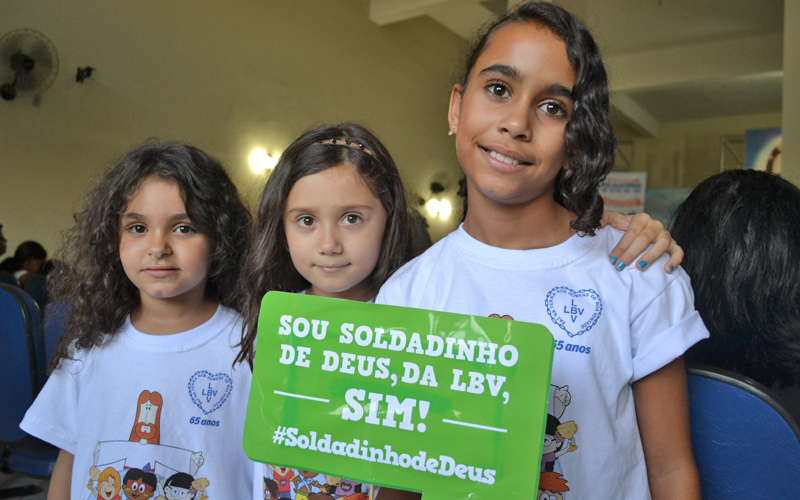 SOU SOLDADINHO
DE DEUS, DA LBV,
SIM!
#SoldadinhodeDeus
LBV
65 anos
LBV
65 anos